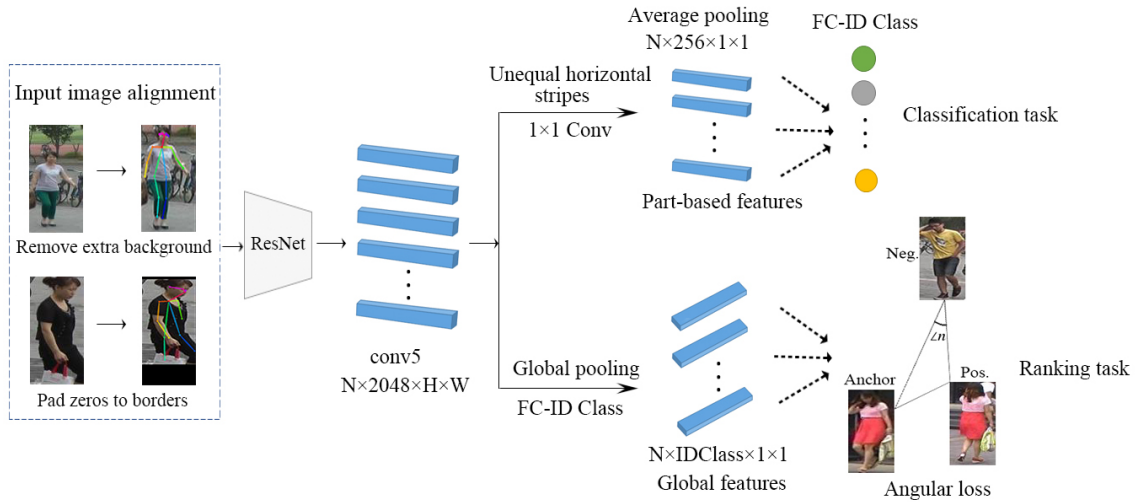 Input image alignment
Remove extra background
Pad zeros to borders
ResNet
conv5
N×2048×H×W
Unequal horizontal
stripes
1×1 Conv
Average pooling
N×256×1×1
Part-based features
FC-ID Class
Classification task
Global pooling
FC-ID Class
N×IDClass×1×1
Global features
Neg.
∠n
Anchor
Pos.
Ranking task
Angular loss